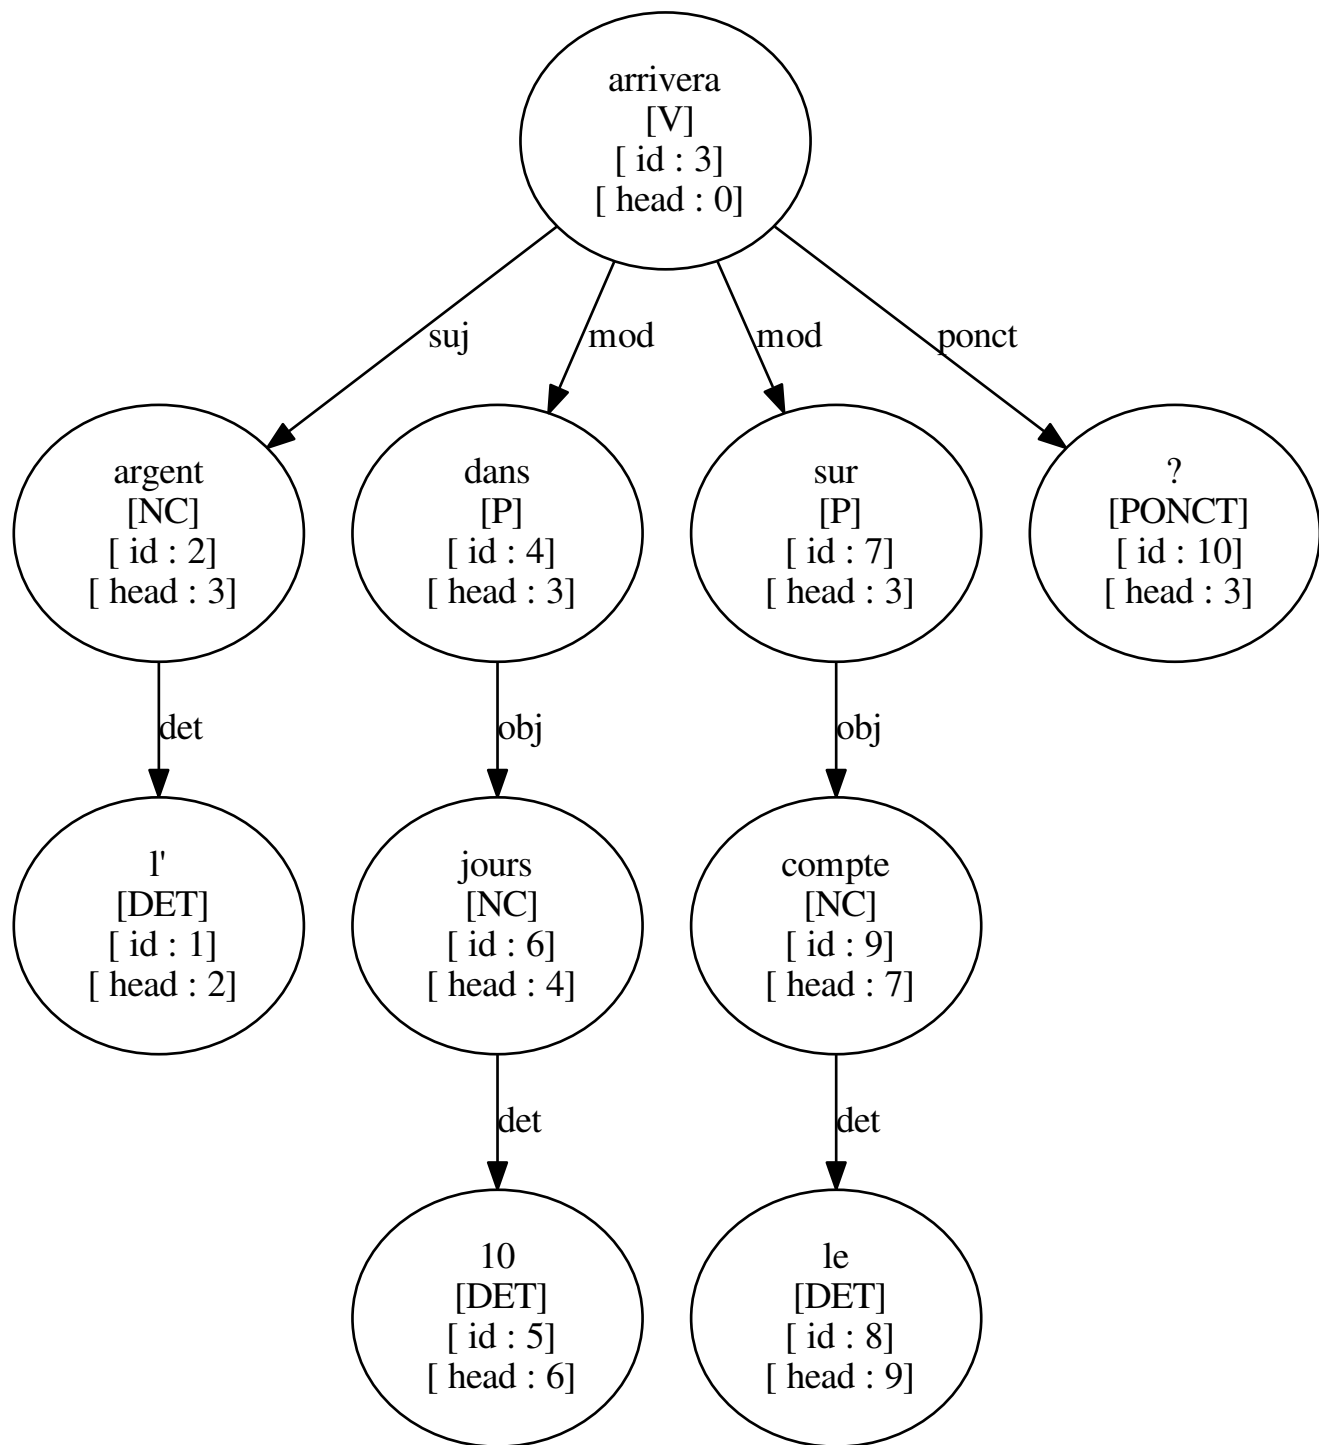 arrivera
[V]
[ id : 3]
[ head : 0]
suj
mod
mod
ponct
argent
[NC]
[ id : 2]
[ head : 3]
dans
[P]
[ id : 4]
[ head : 3]
sur
[P]
[ id : 7]
[ head : 3]
?
[PONCT]
[ id : 10]
[ head : 3]
det
obj
obj
l'
[DET]
[ id : 1]
[ head : 2]
jours
[NC]
[ id : 6]
[ head : 4]
compte
[NC]
[ id : 9]
[ head : 7]
det
det
10
[DET]
[ id : 5]
[ head : 6]
le
[DET]
[ id : 8]
[ head : 9]